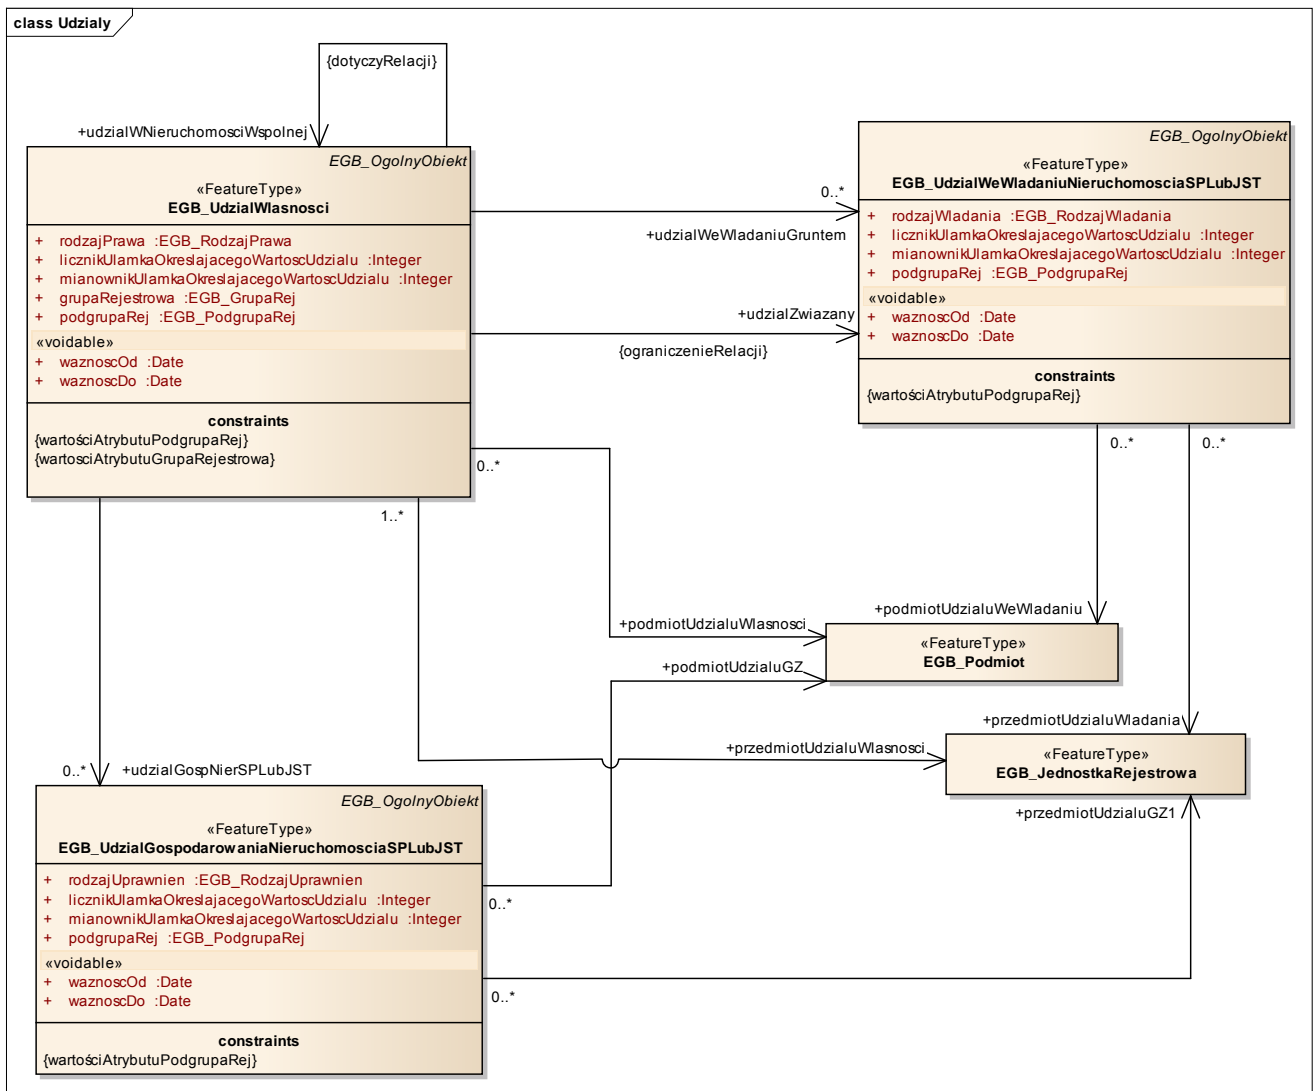 class Udzialy
{dotyczyRelacji}
+udzialWNieruchomosciWspolnej
EGB_OgolnyObiekt
«FeatureType»
EGB_UdzialWlasnosci
+ rodzajPrawa :EGB_RodzajPrawa
+ licznikUlamkaOkreslajacegoWartoscUdzialu :Integer
+ mianownikUlamkaOkreslajacegoWartoscUdzialu :Integer
+ grupaRejestrowa :EGB_GrupaRej
+ podgrupaRej :EGB_PodgrupaRej
«voidable»
+ waznoscOd :Date
+ waznoscDo :Date
constraints
{wartościAtrybutuPodgrupaRej}
{wartosciAtrybutuGrupaRejestrowa}
0..*
+udzialWeWladaniuGruntem
+udzialZwiazany
{ograniczenieRelacji}
EGB_OgolnyObiekt
«FeatureType»
EGB_UdzialWeWladaniuNieruchomosciaSPLubJST
+ rodzajWladania :EGB_RodzajWladania
+ licznikUlamkaOkreslajacegoWartoscUdzialu :Integer
+ mianownikUlamkaOkreslajacegoWartoscUdzialu :Integer
+ podgrupaRej :EGB_PodgrupaRej
«voidable»
+ waznoscOd :Date
+ waznoscDo :Date
constraints
{wartościAtrybutuPodgrupaRej}
0..*
0..*
0..*
1..*
+podmiotUdzialuWeWladaniu
+podmiotUdzialuWlasnosci
«FeatureType»
EGB_Podmiot
+podmiotUdzialuGZ
+przedmiotUdzialuWladania
+przedmiotUdzialuWlasnosci
«FeatureType»
EGB_JednostkaRejestrowa
+przedmiotUdzialuGZ1
0..*
+udzialGospNierSPLubJST
EGB_OgolnyObiekt
«FeatureType»
EGB_UdzialGospodarowaniaNieruchomosciaSPLubJST
+ rodzajUprawnien :EGB_RodzajUprawnien
+ licznikUlamkaOkreslajacegoWartoscUdzialu :Integer
+ mianownikUlamkaOkreslajacegoWartoscUdzialu :Integer
+ podgrupaRej :EGB_PodgrupaRej
«voidable»
+ waznoscOd :Date
+ waznoscDo :Date
constraints
{wartościAtrybutuPodgrupaRej}
0..*
0..*